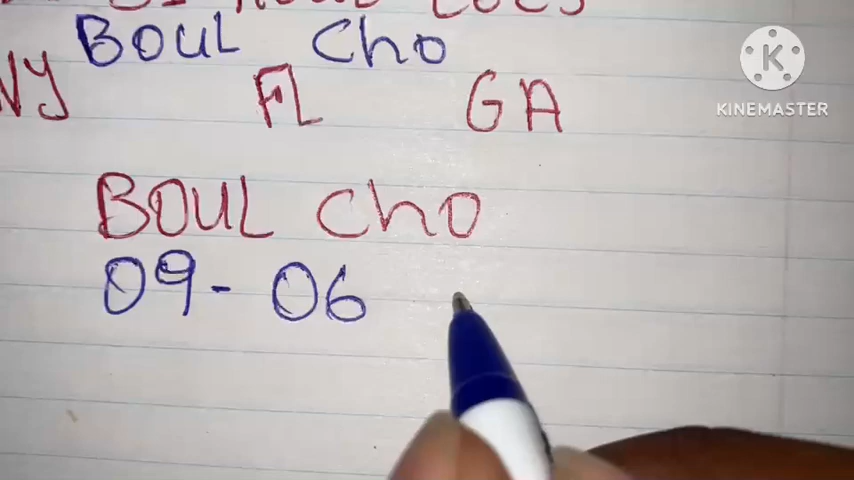 BOUL Cho
NY FL GA
BOUL Cho
09- 06
K
KINEMASTER